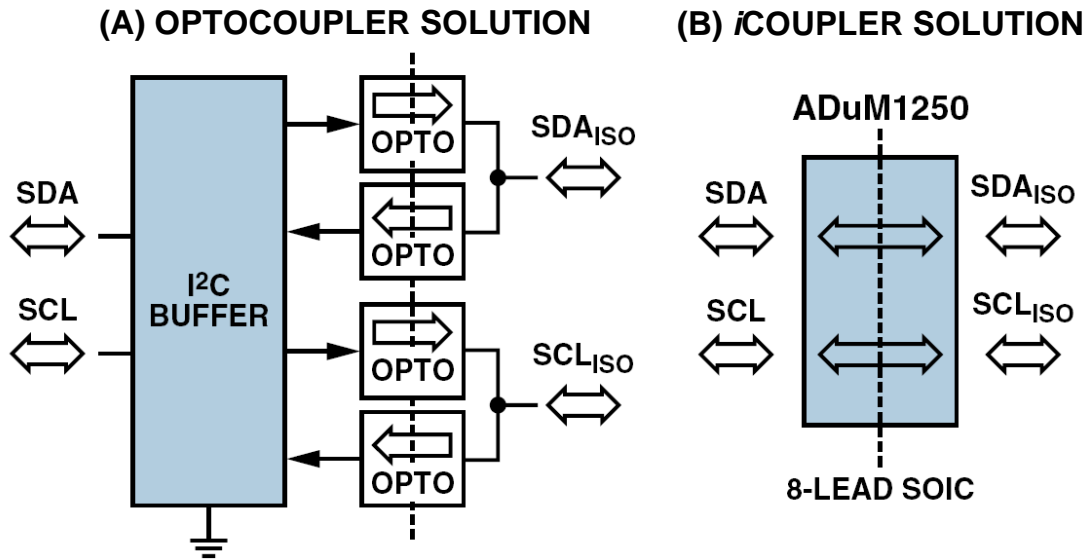 (A) OPTOCOUPLER SOLUTION
SDA
SCL
I²C
BUFFER
OPTO
OPTO
OPTO
OPTO
SDAISO
SCLISO
(B) iCOUPLER SOLUTION
ADuM1250
SDA
SCL
SDAISO
SCLISO
8-LEAD SOIC